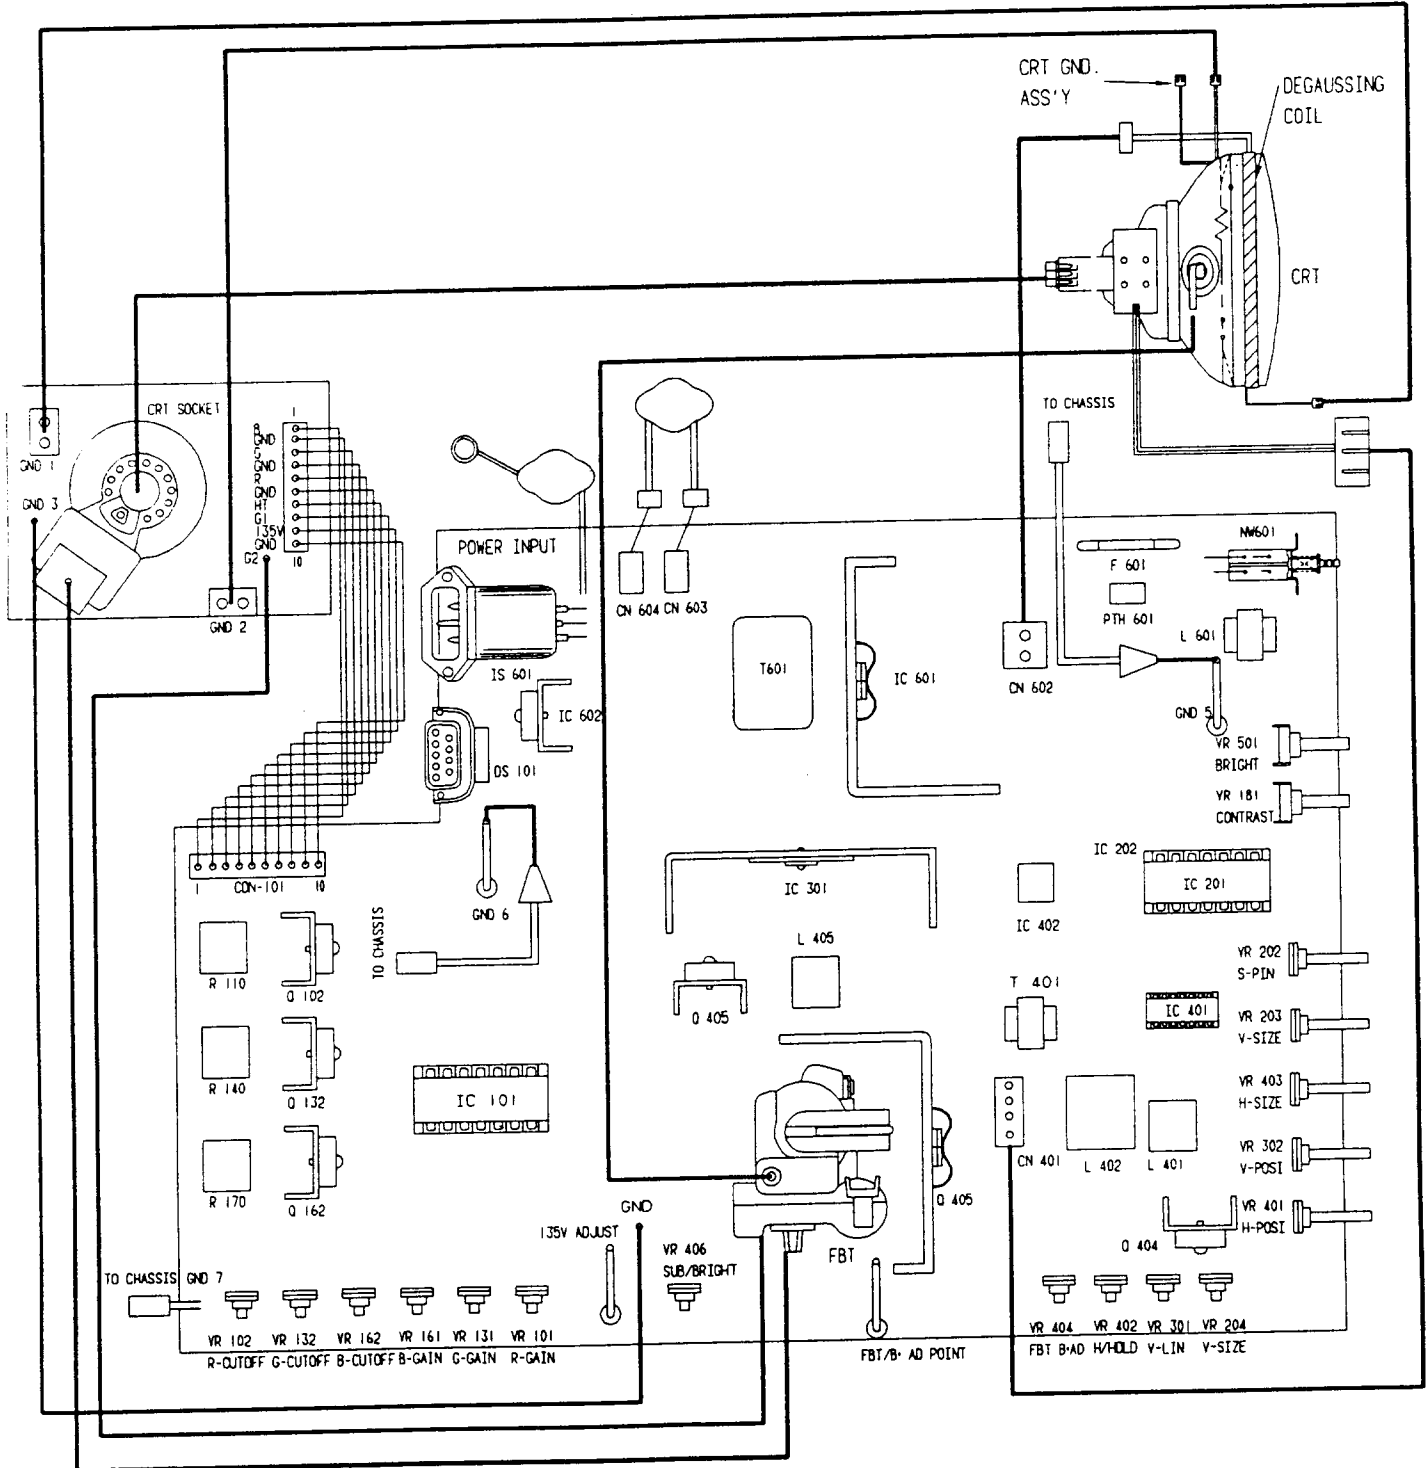 CRT GND.
ASS'Y
DEGAUSSING
COIL
CRT
TO CHASSIS
CRT SOCKET
GND 1
GND 3
1
B
GND
G
GND
R
GND
HT
G1
135V
GND
G2
10
GND 2
POWER INPUT
IS 601
IC 602
DS 101
CN 604
CN 603
T601
IC 601
F 601
NW601
PTH 601
L 601
CN 602
GND 5
VR 501
BRIGHT
VR 181
CONTRAST
1
CON-101
10
GND 6
TO CHASSIS
IC 301
IC 202
IC 201
IC 402
L 405
R 110
Q 102
Q 405
T 401
IC 401
VR 202
S-PIN
VR 203
V-SIZE
R 140
Q 132
IC 101
VR 403
H-SIZE
CN 401
L 402
L 401
VR 302
V-POSI
R 170
Q 162
Q 405
VR 401
H-POSI
GND
135V ADJUST
VR 406
SUB/BRIGHT
FBT
Q 404
TO CHASSIS GND 7
VR 102
R-CUTOFF
VR 132
G-CUTOFF
VR 162
B-CUTOFF
VR 161
B-GAIN
VR 131
G-GAIN
VR 101
R-GAIN
FBT/B+ AD POINT
VR 404
FBT B+AD
VR 402
H/HOLD
VR 301
V-LIN
VR 204
V-SIZE